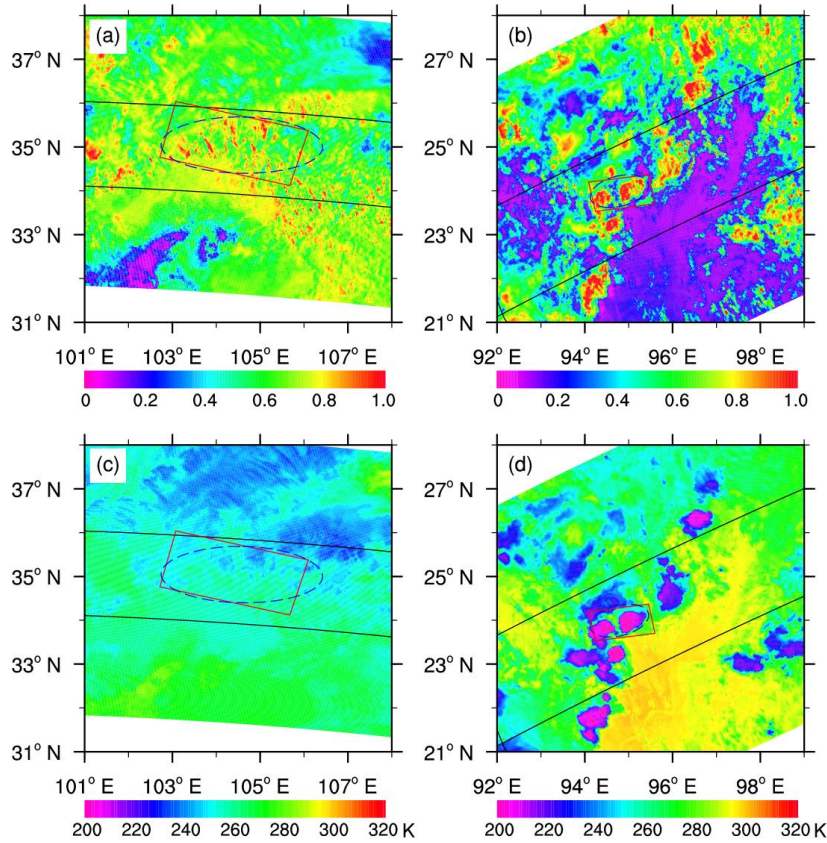 (a)
(b)
37° N
35° N
33° N
31° N
27° N
25° N
23° N
21° N
101° E 103° E 105° E 107° E
92° E 94° E 96° E 98° E
0 0.2 0.4 0.6 0.8 1.0
0 0.2 0.4 0.6 0.8 1.0
(c)
(d)
37° N
35° N
33° N
31° N
27° N
25° N
23° N
21° N
101° E 103° E 105° E 107° E
92° E 94° E 96° E 98° E
200 220 240 260 280 300 320 K
200 220 240 260 280 300 320 K